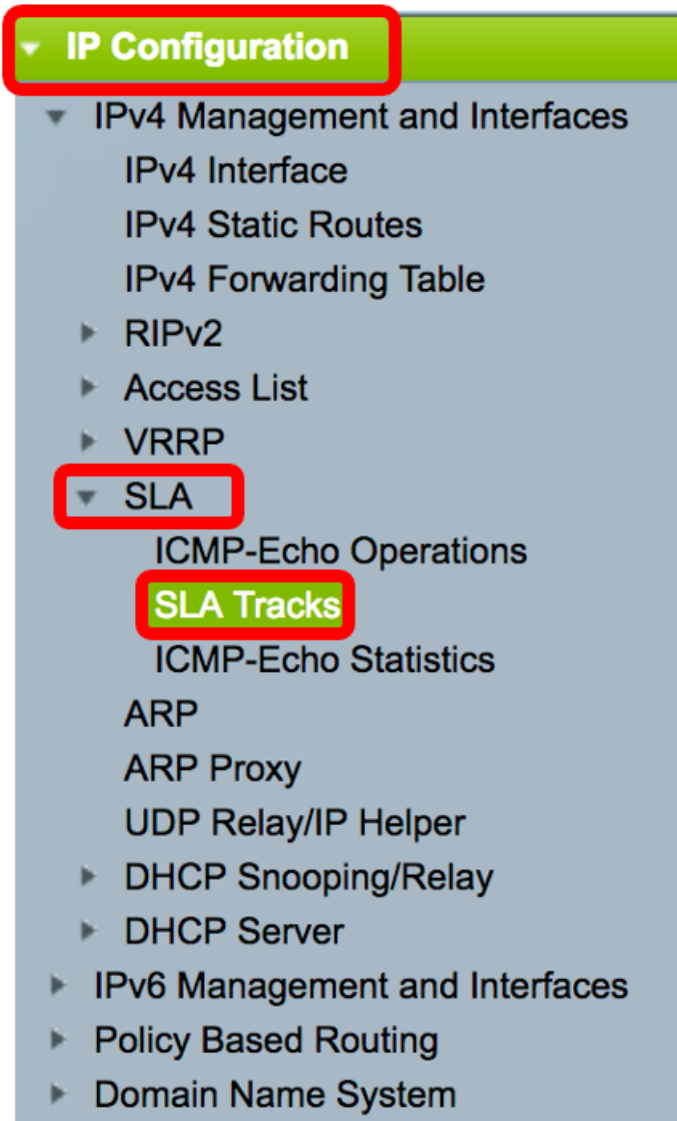 IP Configuration
IPv4 Management and Interfaces
IPv4 Interface
IPv4 Static Routes
IPv4 Forwarding Table
RIPv2
Access List
VRRP
SLA
ICMP-Echo Operations
SLA Tracks
ICMP-Echo Statistics
ARP
ARP Proxy
UDP Relay/IP Helper
DHCP Snooping/Relay
DHCP Server
IPv6 Management and Interfaces
Policy Based Routing
Domain Name System